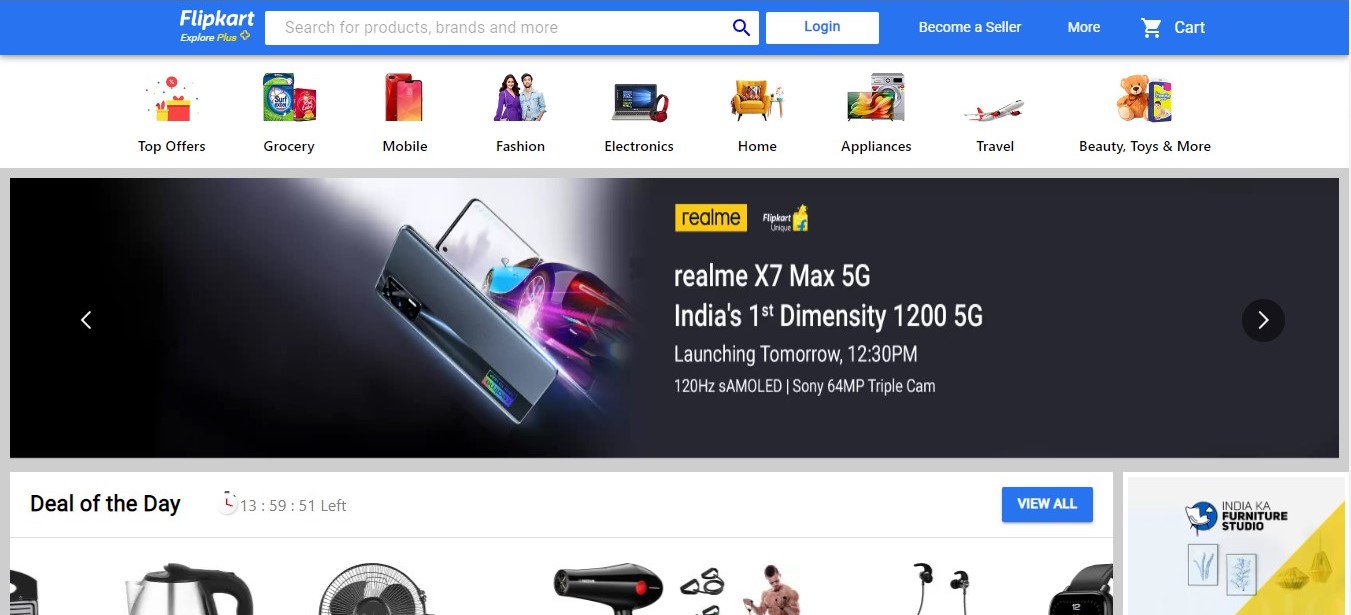 Flipkart
Explore Plus
Search for products, brands and more
Login
Become a Seller
More
Cart
Surf excel
Top Offers
Grocery
Mobile
Fashion
Electronics
Home
Appliances
Travel
Beauty, Toys & More
realme
Flipkart
Unique
realme X7 Max 5G
India's 1st Dimensity 1200 5G
Launching Tomorrow, 12:30PM
120Hz sAMOLED | Sony 64MP Triple Cam
Deal of the Day
13 : 59 : 51 Left
VIEW ALL
INDIA KA
FURNITURE
STUDIO